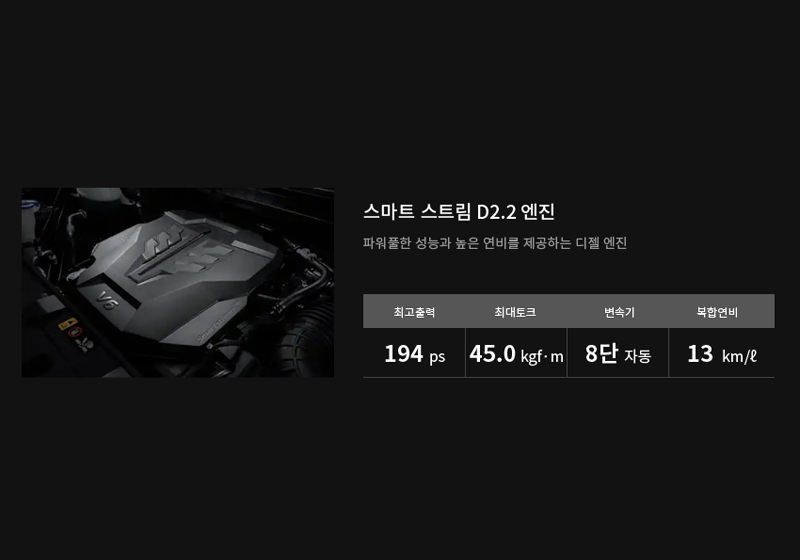 스마트 스트림 D2.2 엔진
파워풀한 성능과 높은 연비를 제공하는 디젤 엔진
최고출력 최대토크 변속기 복합연비
194 ps 45.0 kgf·m 8단 자동 13 km/ℓ
V6